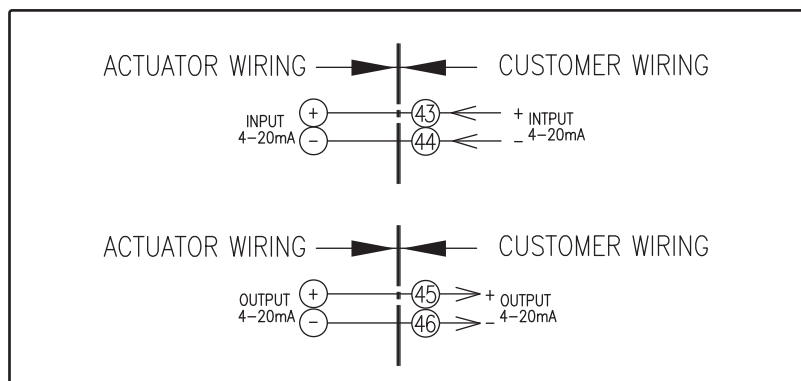 ACTUATOR WIRING CUSTOMER WIRING
INPUT
4-20mA
+ 43 + INTPUT
- 44 - 4-20mA
ACTUATOR WIRING CUSTOMER WIRING
OUTPUT
4-20mA
+ 45 + OUTPUT
- 46 - 4-20mA